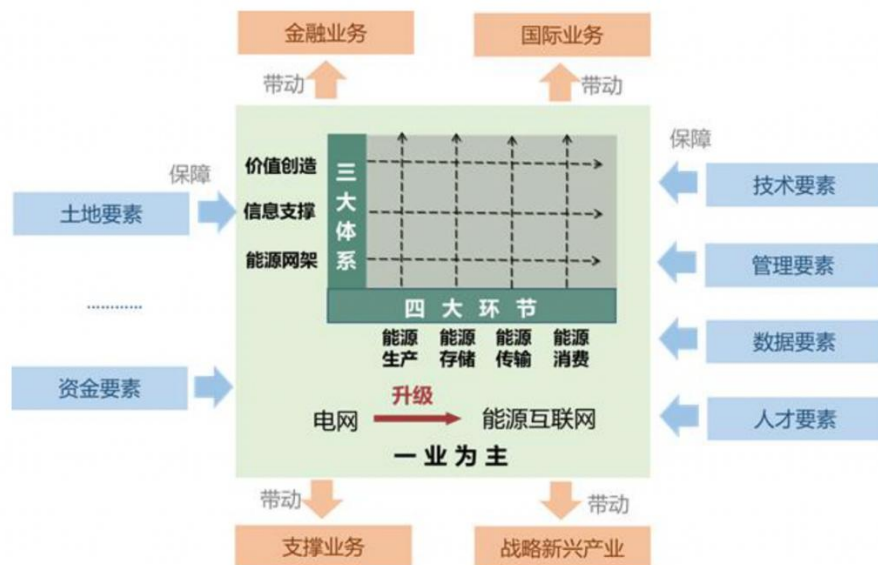 金融业务
国际业务
带动
带动
保障
保障
价值创造
信息支撑
能源网架
三大体系
土地要素
技术要素
管理要素
四大环节
能源生产
能源存储
能源传输
能源消费
............
数据要素
资金要素
人才要素
升级
电网
能源互联网
一业为主
带动
带动
支撑业务
战略新兴产业